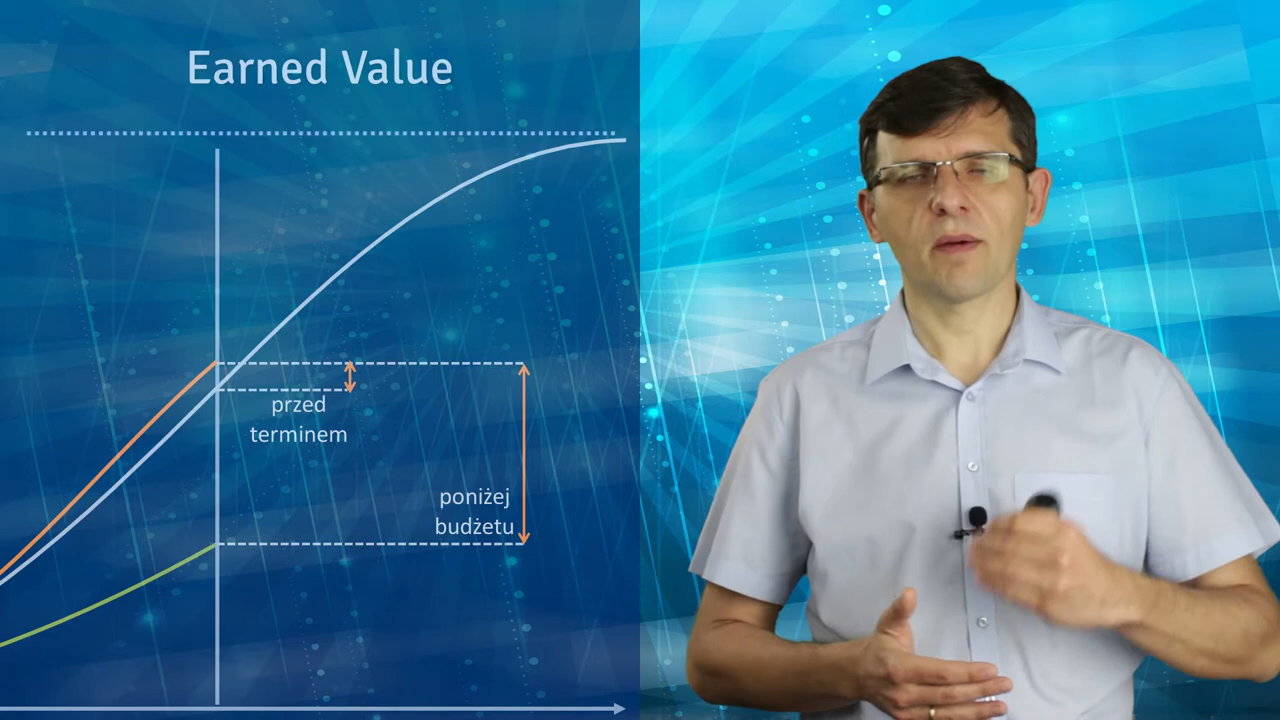 Earned Value
przed
terminem
poniżej
budżetu